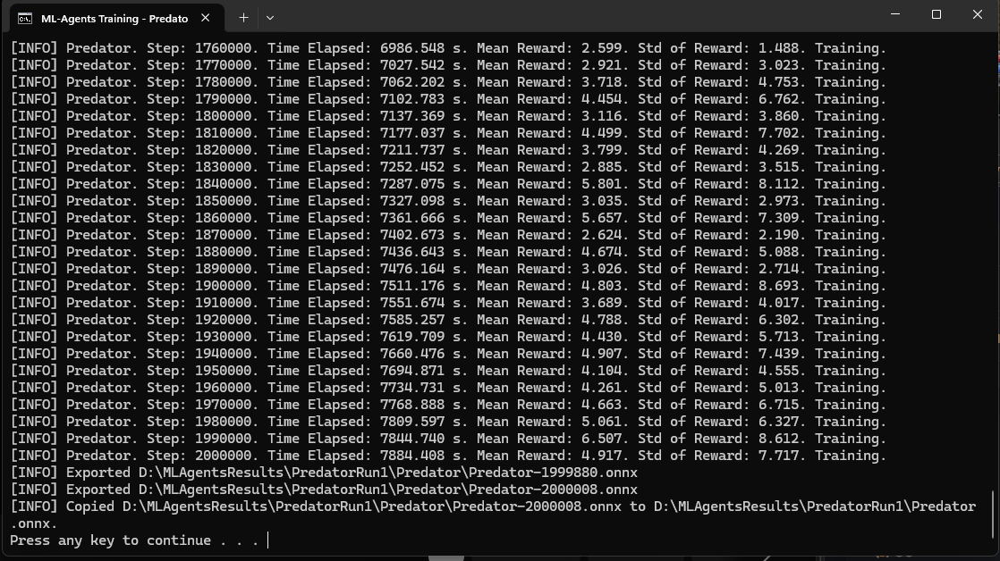 ML-Agents Training - Predato
[INFO] Predator. Step: 1760000. Time Elapsed: 6986.548 s. Mean Reward: 2.599. Std of Reward: 1.488. Training.
[INFO] Predator. Step: 1770000. Time Elapsed: 7027.542 s. Mean Reward: 2.921. Std of Reward: 3.023. Training.
[INFO] Predator. Step: 1780000. Time Elapsed: 7062.202 s. Mean Reward: 3.718. Std of Reward: 4.753. Training.
[INFO] Predator. Step: 1790000. Time Elapsed: 7102.783 s. Mean Reward: 4.454. Std of Reward: 6.762. Training.
[INFO] Predator. Step: 1800000. Time Elapsed: 7137.369 s. Mean Reward: 3.116. Std of Reward: 3.860. Training.
[INFO] Predator. Step: 1810000. Time Elapsed: 7177.037 s. Mean Reward: 4.499. Std of Reward: 7.702. Training.
[INFO] Predator. Step: 1820000. Time Elapsed: 7211.737 s. Mean Reward: 3.799. Std of Reward: 4.269. Training.
[INFO] Predator. Step: 1830000. Time Elapsed: 7252.452 s. Mean Reward: 2.885. Std of Reward: 3.515. Training.
[INFO] Predator. Step: 1840000. Time Elapsed: 7287.075 s. Mean Reward: 5.801. Std of Reward: 8.112. Training.
[INFO] Predator. Step: 1850000. Time Elapsed: 7327.098 s. Mean Reward: 3.035. Std of Reward: 2.973. Training.
[INFO] Predator. Step: 1860000. Time Elapsed: 7361.666 s. Mean Reward: 5.657. Std of Reward: 7.309. Training.
[INFO] Predator. Step: 1870000. Time Elapsed: 7402.673 s. Mean Reward: 2.624. Std of Reward: 2.190. Training.
[INFO] Predator. Step: 1880000. Time Elapsed: 7436.643 s. Mean Reward: 4.674. Std of Reward: 5.088. Training.
[INFO] Predator. Step: 1890000. Time Elapsed: 7476.164 s. Mean Reward: 3.026. Std of Reward: 2.714. Training.
[INFO] Predator. Step: 1900000. Time Elapsed: 7511.176 s. Mean Reward: 4.803. Std of Reward: 8.693. Training.
[INFO] Predator. Step: 1910000. Time Elapsed: 7551.674 s. Mean Reward: 3.689. Std of Reward: 4.017. Training.
[INFO] Predator. Step: 1920000. Time Elapsed: 7585.257 s. Mean Reward: 4.788. Std of Reward: 6.302. Training.
[INFO] Predator. Step: 1930000. Time Elapsed: 7619.709 s. Mean Reward: 4.430. Std of Reward: 5.713. Training.
[INFO] Predator. Step: 1940000. Time Elapsed: 7660.476 s. Mean Reward: 4.907. Std of Reward: 7.439. Training.
[INFO] Predator. Step: 1950000. Time Elapsed: 7694.871 s. Mean Reward: 4.104. Std of Reward: 4.555. Training.
[INFO] Predator. Step: 1960000. Time Elapsed: 7734.731 s. Mean Reward: 4.261. Std of Reward: 5.013. Training.
[INFO] Predator. Step: 1970000. Time Elapsed: 7768.888 s. Mean Reward: 4.663. Std of Reward: 6.715. Training.
[INFO] Predator. Step: 1980000. Time Elapsed: 7809.597 s. Mean Reward: 5.061. Std of Reward: 6.327. Training.
[INFO] Predator. Step: 1990000. Time Elapsed: 7844.740 s. Mean Reward: 6.507. Std of Reward: 8.612. Training.
[INFO] Predator. Step: 2000000. Time Elapsed: 7884.408 s. Mean Reward: 4.917. Std of Reward: 7.717. Training.
[INFO] Exported D:\MLAgentsResults\PredatorRun1\Predator\Predator-1999880.onnx
[INFO] Exported D:\MLAgentsResults\PredatorRun1\Predator\Predator-2000008.onnx
[INFO] Copied D:\MLAgentsResults\PredatorRun1\Predator\Predator-2000008.onnx to D:\MLAgentsResults\PredatorRun1\Predator
.onnx.
Press any key to continue . . .